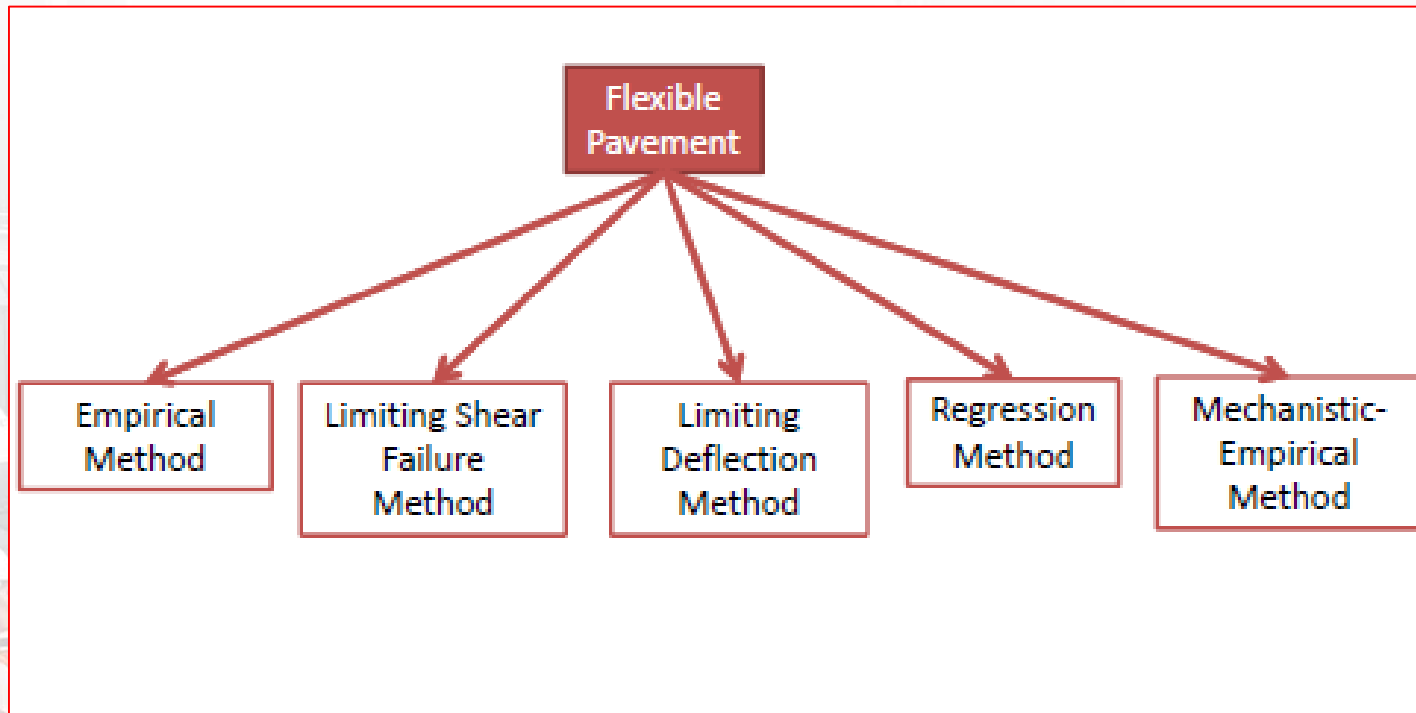 Flexible
Pavement
Empirical
Method
Limiting Shear
Failure
Method
Limiting
Deflection
Method
Regression
Method
Mechanistic-
Empirical
Method